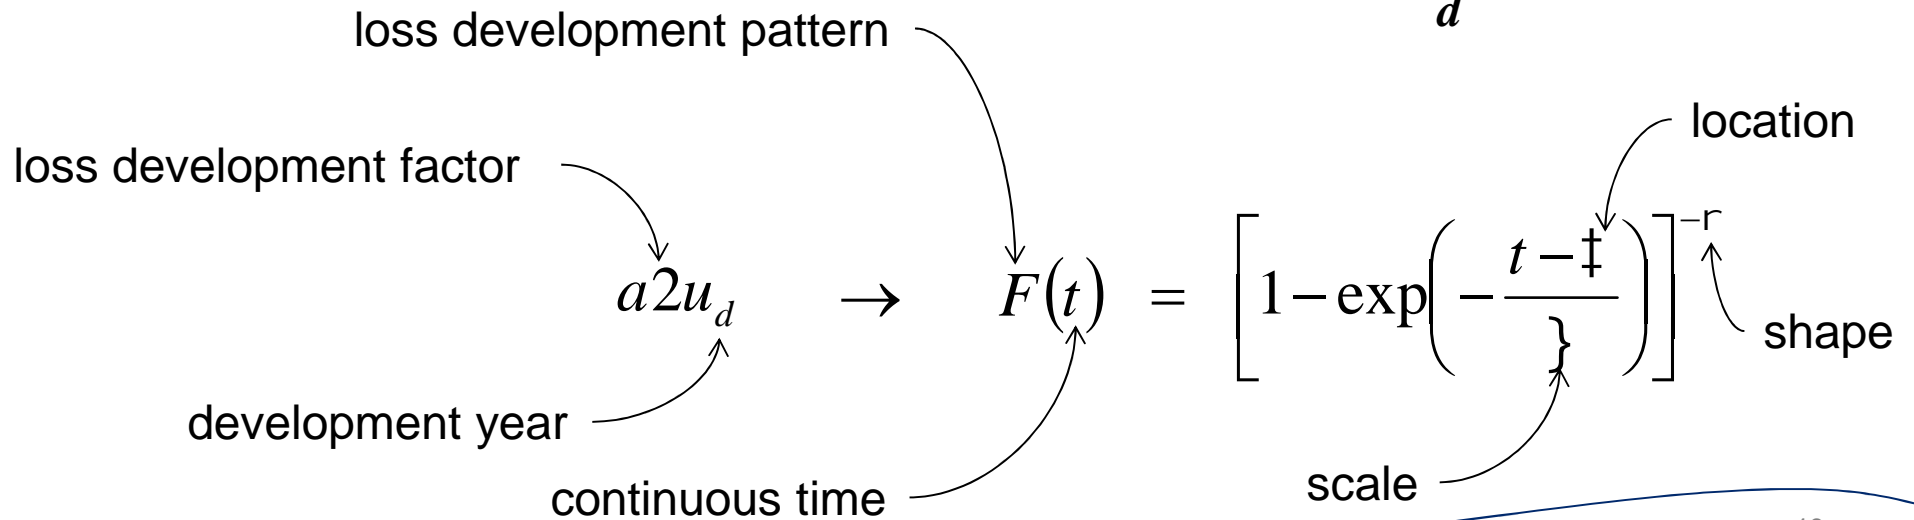 d
loss development pattern
location
loss development factor
a2u_d → F(t) = [1 − exp(− (t − ‡) / })]^−r
shape
development year
scale
continuous time